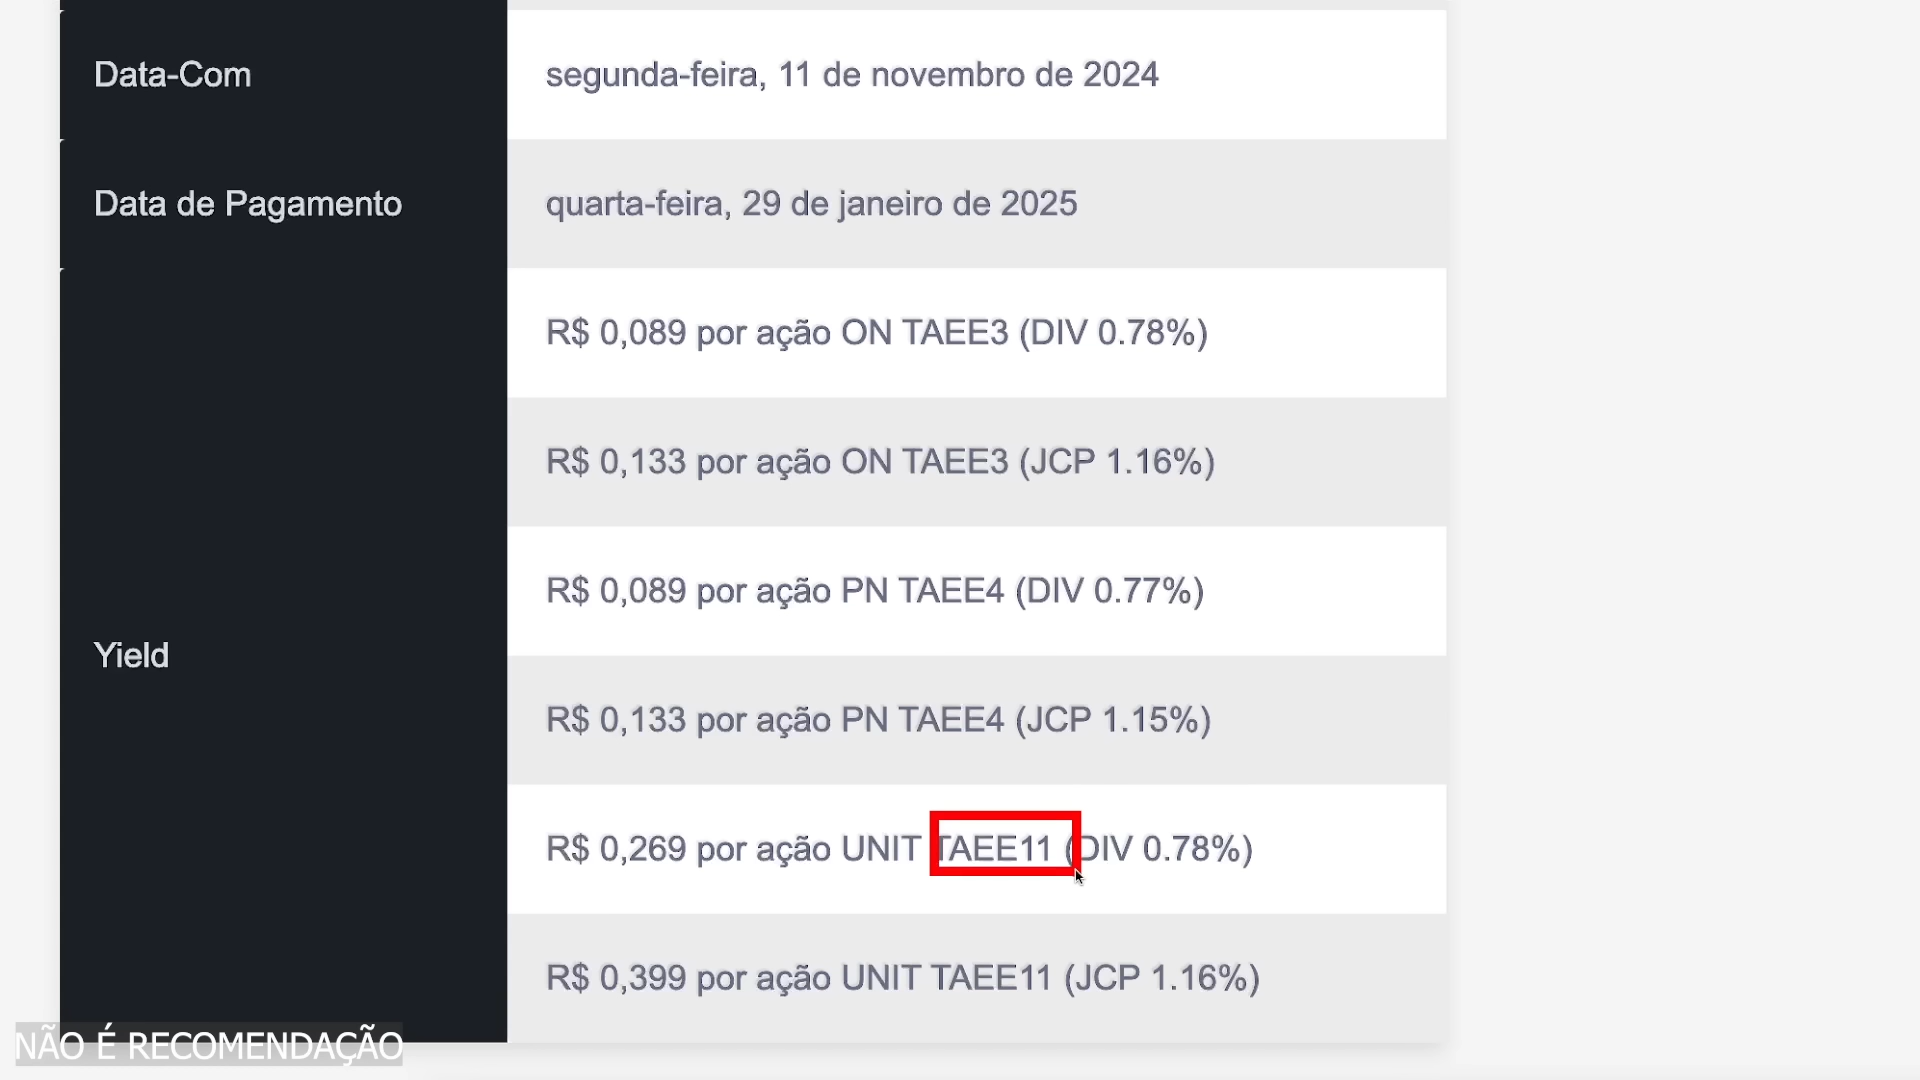 Data-Com
segunda-feira, 11 de novembro de 2024
Data de Pagamento
quarta-feira, 29 de janeiro de 2025
Yield
R$ 0,089 por ação ON TAEE3 (DIV 0.78%)
R$ 0,133 por ação ON TAEE3 (JCP 1.16%)
R$ 0,089 por ação PN TAEE4 (DIV 0.77%)
R$ 0,133 por ação PN TAEE4 (JCP 1.15%)
R$ 0,269 por ação UNIT TAEE11 (DIV 0.78%)
R$ 0,399 por ação UNIT TAEE11 (JCP 1.16%)
NÃO É RECOMENDAÇÃO